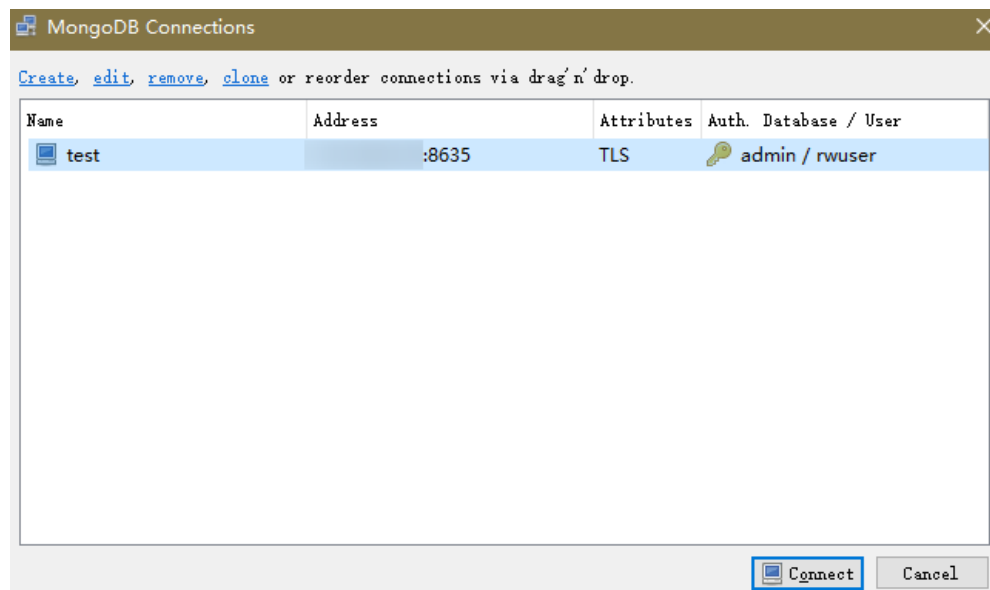 MongoDB Connections
Create, edit, remove, clone or reorder connections via drag'n'drop.
Name Address Attributes Auth. Database / User
test :8635 TLS admin / rwuser
Connect Cancel